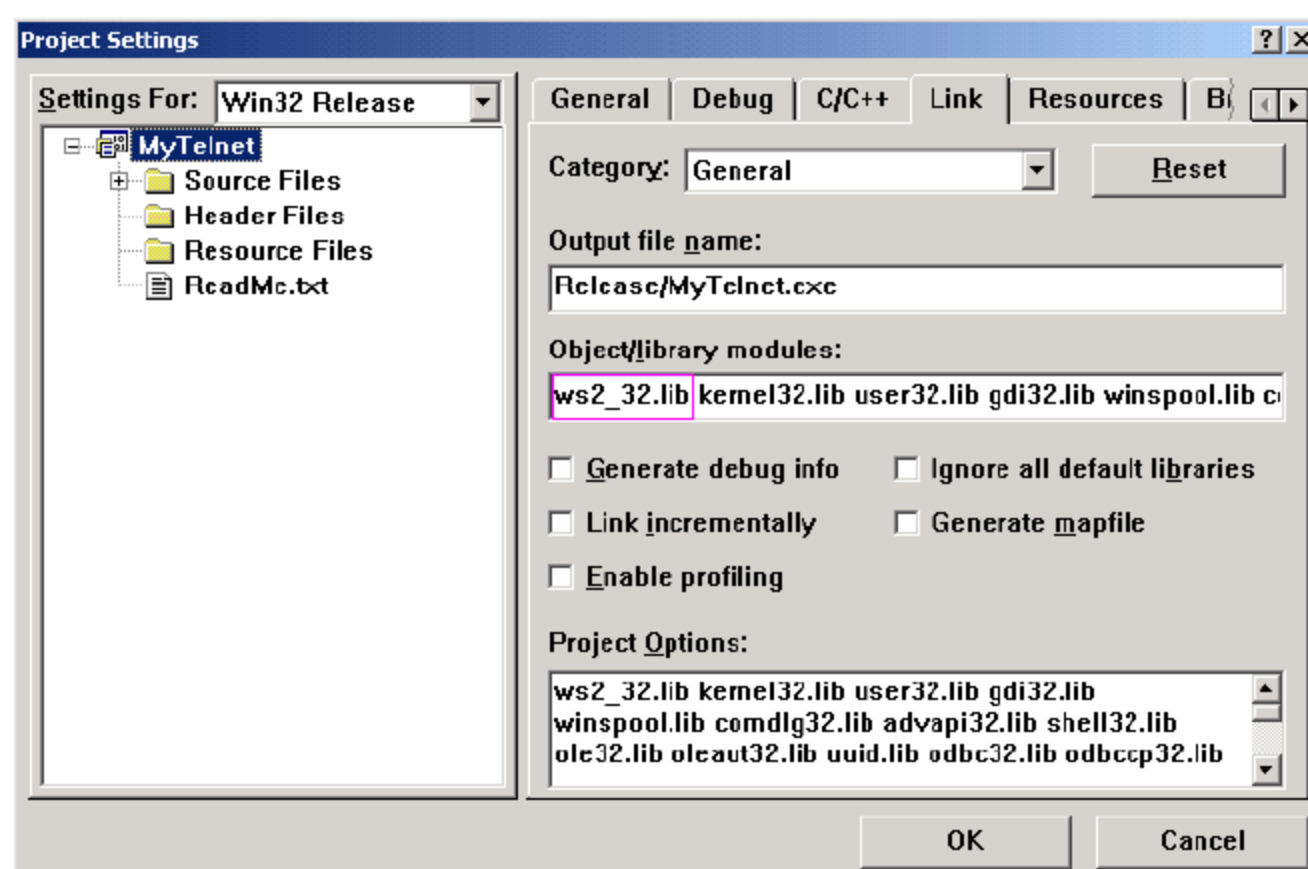 Project Settings
Settings For: Win32 Release
MyTelnet
Source Files
Header Files
Resource Files
ReadMe.txt
General Debug C/C++ Link Resources
Category: General Reset
Output file name:
Release/MyTelnet.exe
Object/library modules:
ws2_32.lib kernel32.lib user32.lib gdi32.lib winspool.lib
Generate debug info Ignore all default libraries
Link incrementally Generate mapfile
Enable profiling
Project Options:
ws2_32.lib kernel32.lib user32.lib gdi32.lib
winspool.lib comdlg32.lib advapi32.lib shell32.lib
ole32.lib oleaut32.lib uuid.lib odbc32.lib odbccp32.lib
OK Cancel